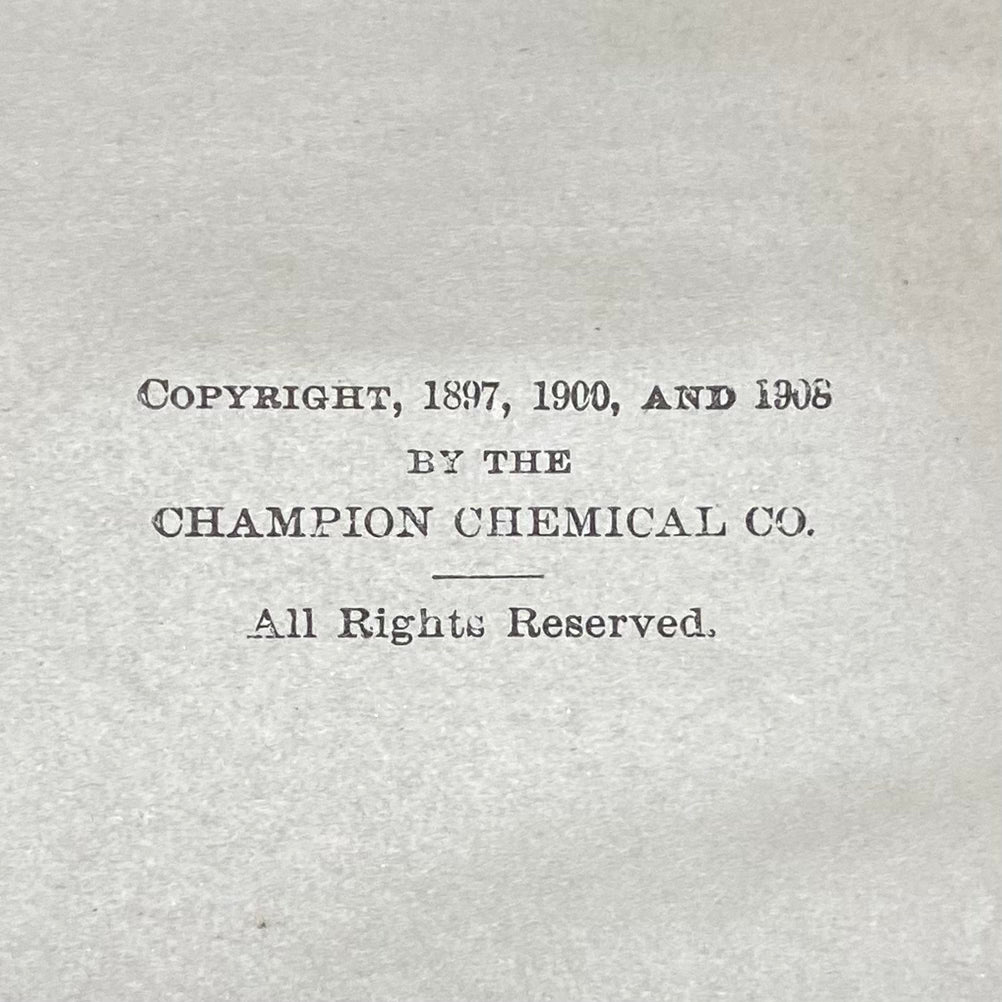 COPYRIGHT, 1897, 1900, AND 1908
BY THE
CHAMPION CHEMICAL CO.
All Rights Reserved.